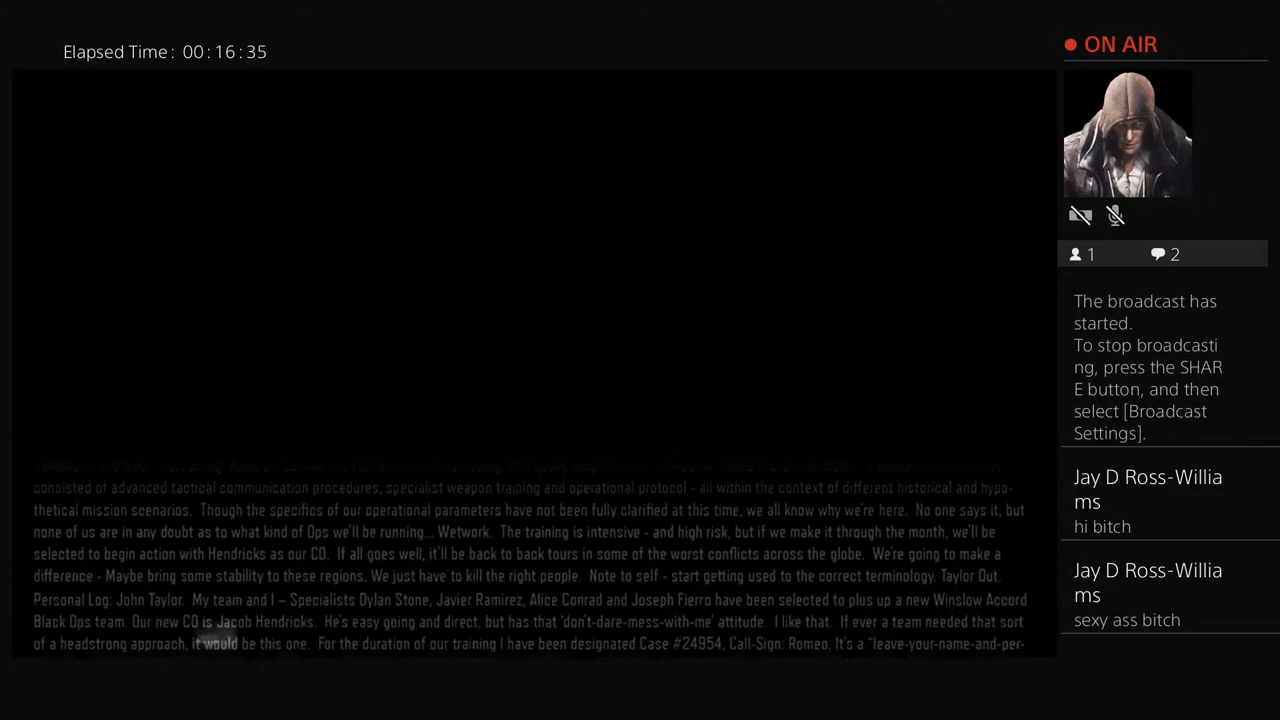 Elapsed Time: 00:16:35
ON AIR
1
2
The broadcast has
started.
To stop broadcasti
ng, press the SHAR
E button, and then
select [Broadcast
Settings].
Jay D Ross-Willia
ms
hi bitch
Jay D Ross-Willia
ms
sexy ass bitch
consisted of advanced tactical communication procedures, specialist weapon training and operational protocol - all within the context of different historical and hypo-
thetical mission scenarios. Though the specifics of our operational parameters have not been fully clarified at this time, we all know why we're here. No one says it, but
none of us are in any doubt as to what kind of Ops we'll be running... Wetwork. The training is intensive - and high risk, but if we make it through the month, we'll be
selected to begin action with Hendricks as our CO. If all goes well, it'll be back to back tours in some of the worst conflicts across the globe. We're going to make a
difference - Maybe bring some stability to these regions. We just have to kill the right people. Note to self - start getting used to the correct terminology. Taylor Out.
Personal Log: John Taylor. My team and I – Specialists Dylan Stone, Javier Ramirez, Alice Conrad and Joseph Fierro have been selected to plus up a new Winslow Accord
Black Ops team. Our new CO is Jacob Hendricks. He's easy going and direct, but has that 'don't-dare-mess-with-me' attitude. I like that. If ever a team needed that sort
of a headstrong approach, it would be this one. For the duration of our training I have been designated Case #24954, Call-Sign: Romeo. It's a "leave-your-name-and-per-